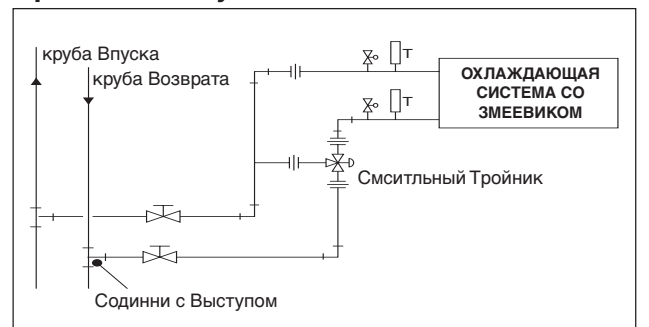 круба Впуска
круба Возврата
Т
Т
ОХЛАЖДАЮЩАЯ
СИСТЕМА СО
ЗМЕЕВИКОМ
Смситльный Тройник
Содинни с Выступом